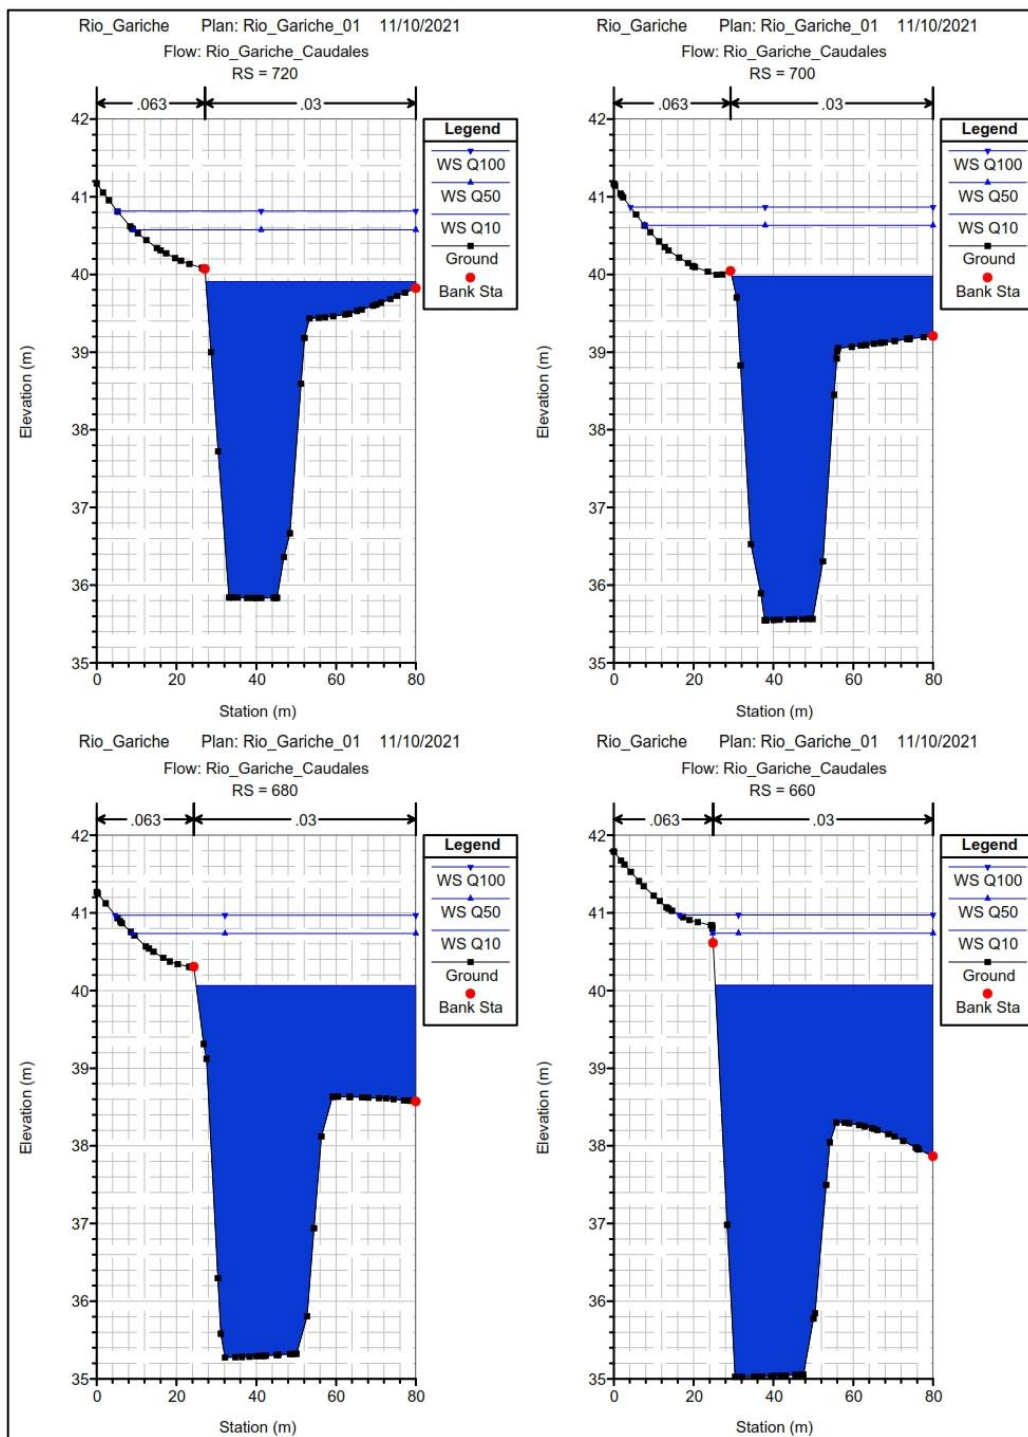 Rio_Gariche Plan: Rio_Gariche_01 11/10/2021
Flow: Rio_Gariche_Caudales
RS = 720
.063 .03
Legend
WS Q100
WS Q50
WS Q10
Ground
Bank Sta
42
41
40
39
38
37
36
35
0 20 40 60 80
Elevation (m)
Station (m)
Rio_Gariche Plan: Rio_Gariche_01 11/10/2021
Flow: Rio_Gariche_Caudales
RS = 700
.063 .03
Legend
WS Q100
WS Q50
WS Q10
Ground
Bank Sta
42
41
40
39
38
37
36
35
0 20 40 60 80
Elevation (m)
Station (m)
Rio_Gariche Plan: Rio_Gariche_01 11/10/2021
Flow: Rio_Gariche_Caudales
RS = 680
.063 .03
Legend
WS Q100
WS Q50
WS Q10
Ground
Bank Sta
42
41
40
39
38
37
36
35
0 20 40 60 80
Elevation (m)
Station (m)
Rio_Gariche Plan: Rio_Gariche_01 11/10/2021
Flow: Rio_Gariche_Caudales
RS = 660
.063 .03
Legend
WS Q100
WS Q50
WS Q10
Ground
Bank Sta
42
41
40
39
38
37
36
35
0 20 40 60 80
Elevation (m)
Station (m)